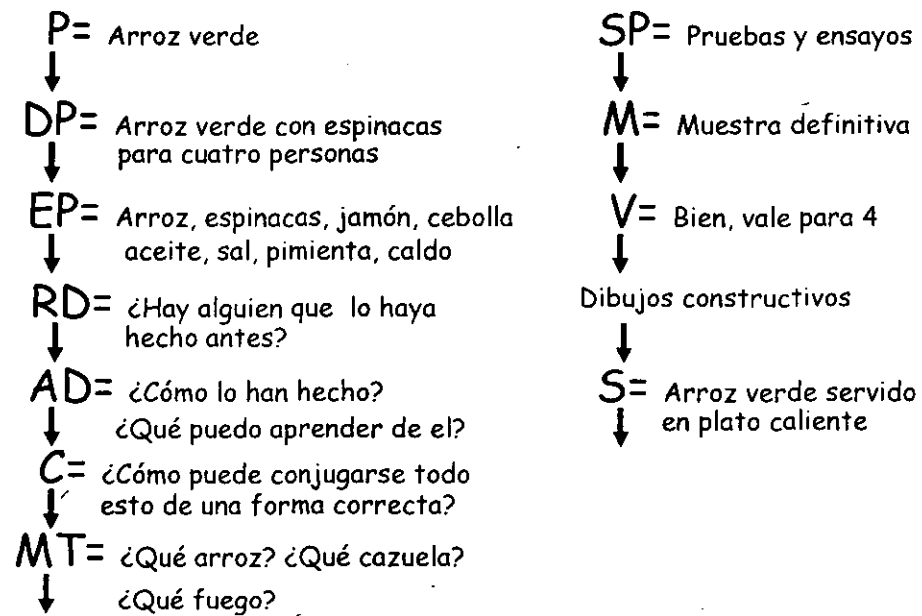 P= Arroz verde
DP= Arroz verde con espinacas
para cuatro personas
EP= Arroz, espinacas, jamón, cebolla
aceite, sal, pimienta, caldo
RD= ¿Hay alguien que lo haya
hecho antes?
AD= ¿Cómo lo han hecho?
¿Qué puedo aprender de el?
C= ¿Cómo puede conjugarse todo
esto de una forma correcta?
MT= ¿Qué arroz? ¿Qué cazuela?
¿Qué fuego?
SP= Pruebas y ensayos
M= Muestra definitiva
V= Bien, vale para 4
Dibujos constructivos
S= Arroz verde servido
en plato caliente